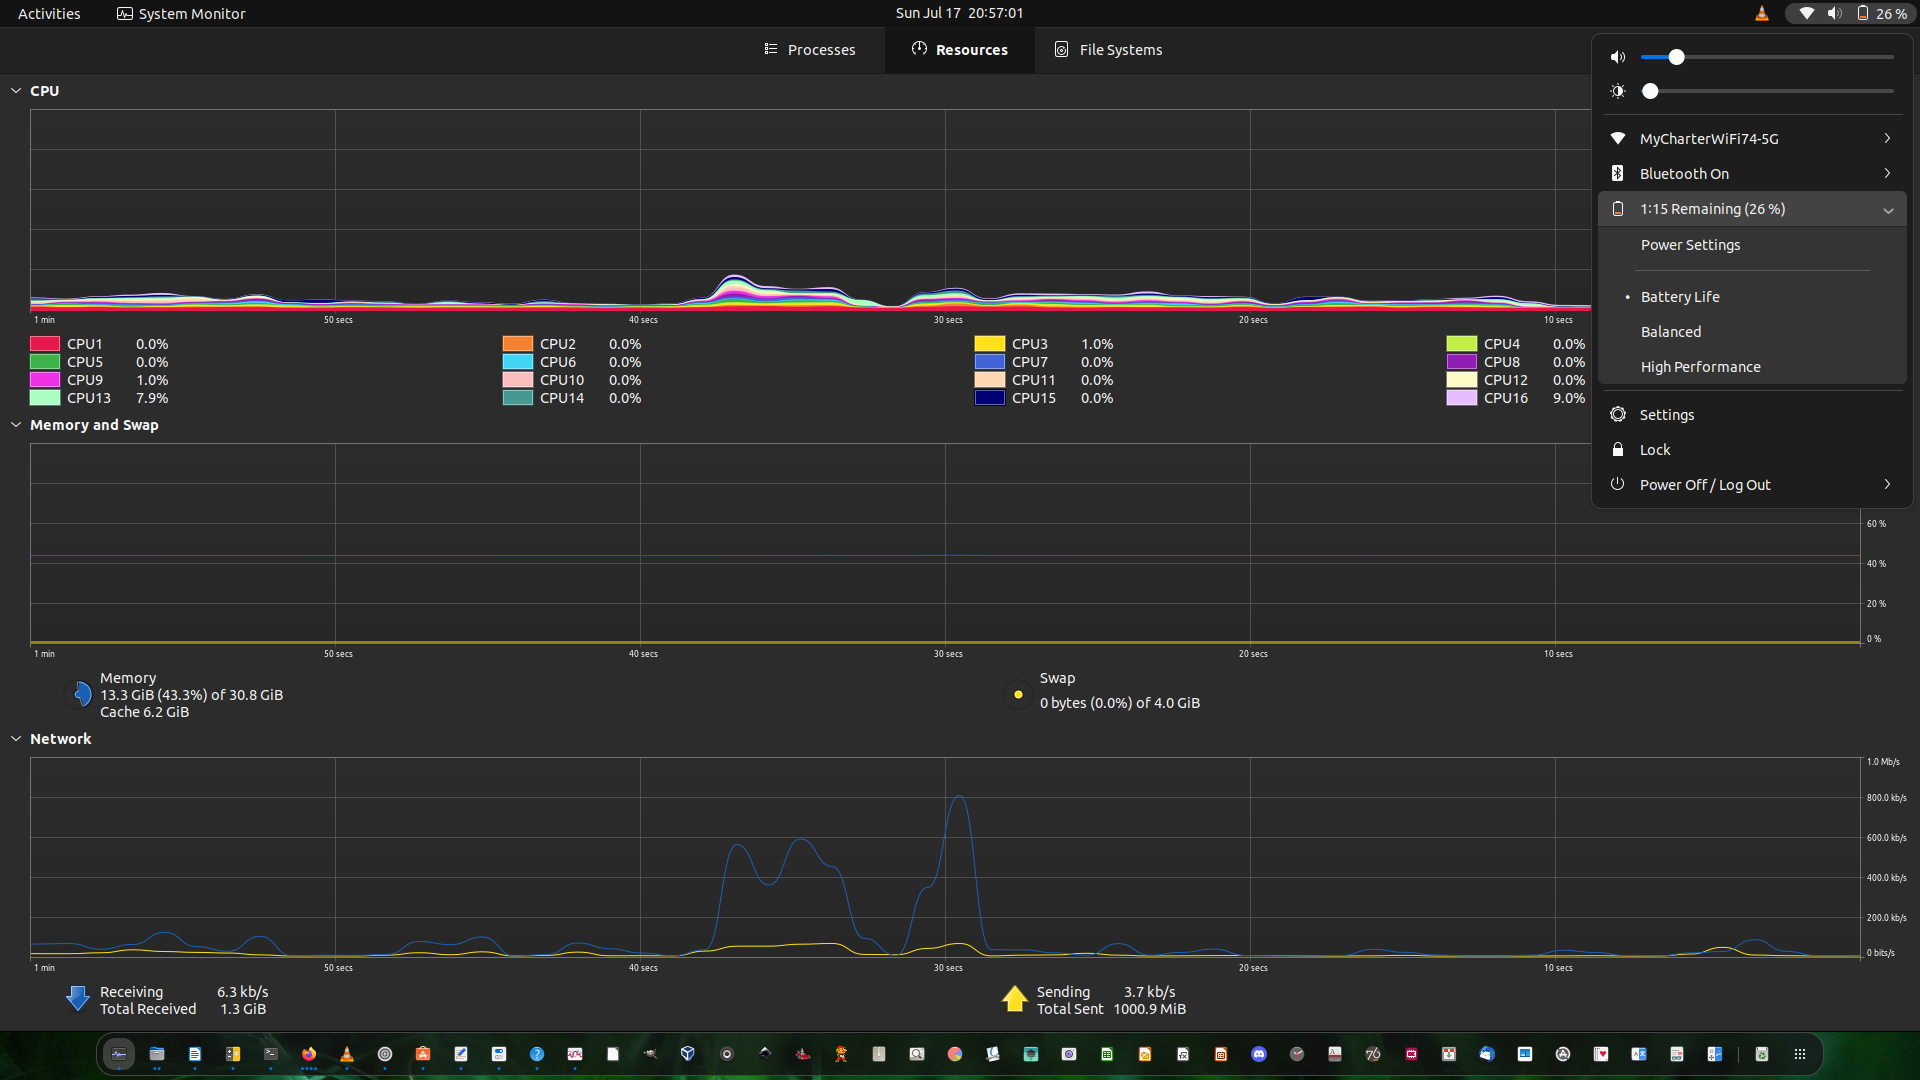 Activities System Monitor Sun Jul 17 20:57:01 26 %
Processes Resources File Systems
CPU
1 min 50 secs 40 secs 30 secs 20 secs 10 secs
CPU1 0.0% CPU2 0.0% CPU3 1.0% CPU4 0.0%
CPU5 0.0% CPU6 0.0% CPU7 0.0% CPU8 0.0%
CPU9 1.0% CPU10 0.0% CPU11 0.0% CPU12 0.0%
CPU13 7.9% CPU14 0.0% CPU15 0.0% CPU16 9.0%
MyCharterWiFi74-5G
Bluetooth On
1:15 Remaining (26 %)
Power Settings
Battery Life
Balanced
High Performance
Settings
Lock
Power Off / Log Out
Memory and Swap
60 %
40 %
20 %
0 %
1 min 50 secs 40 secs 30 secs 20 secs 10 secs
Memory
13.3 GiB (43.3%) of 30.8 GiB
Cache 6.2 GiB
Swap
0 bytes (0.0%) of 4.0 GiB
Network
1.0 Mb/s
800.0 kb/s
600.0 kb/s
400.0 kb/s
200.0 kb/s
0 bits/s
1 min 50 secs 40 secs 30 secs 20 secs 10 secs
Receiving 6.3 kb/s
Total Received 1.3 GiB
Sending 3.7 kb/s
Total Sent 1000.9 MiB